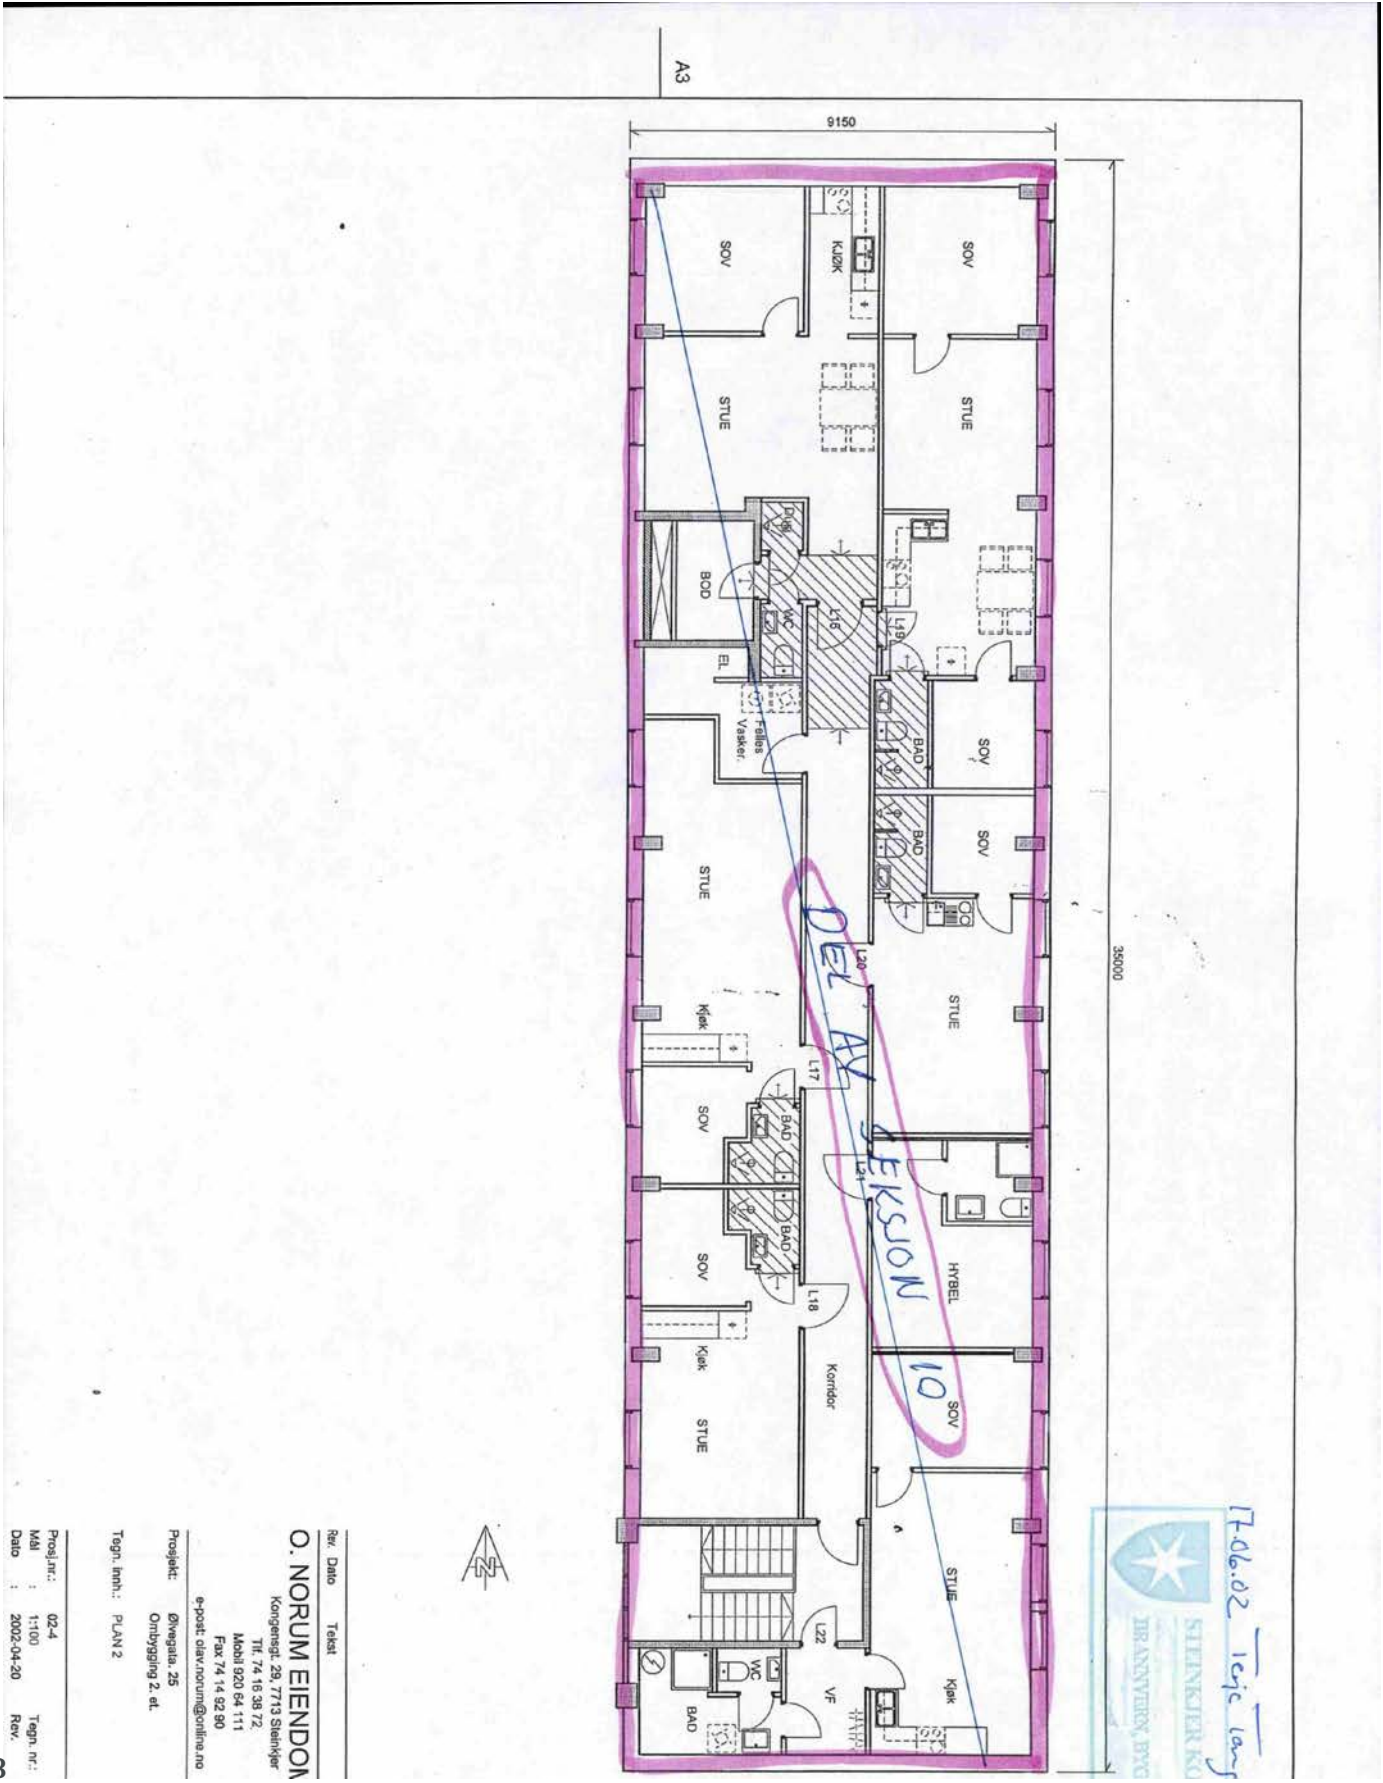 A3
9150
35000
SOV
KJØK
SOV
STUE
STUE
Dusj
BOD
WC
L16
L19
EL
Felles
Vasker.
BAD
SOV
BAD
SOV
STUE
L20
STUE
Kjøk
L17
SOV
BAD
L21
BAD
SOV
L18
HYBEL
Kjøk
Korridor
SOV
STUE
STUE
L22
WC
VF
BAD
Kjøk
DEL AV SEKSJON 10
17.06.02 Terje
STEINKJER KO
BRANNVERN, BYG
N
Rev. Dato Tekst
O. NORUM EIENDOM
Kongensgt. 29, 7713 Steinkjer
Tlf. 74 16 38 72
Mobil 920 64 111
Fax 74 14 92 90
e-post: olav.norum@online.no
Prosjekt: Ølvegata. 25
Ombygging 2. et.
Tegn. innh.: PLAN 2
Prosj.nr.: 02-4 Tegn. nr.:
Mål : 1:100
Dato : 2002-04-20 Rev.